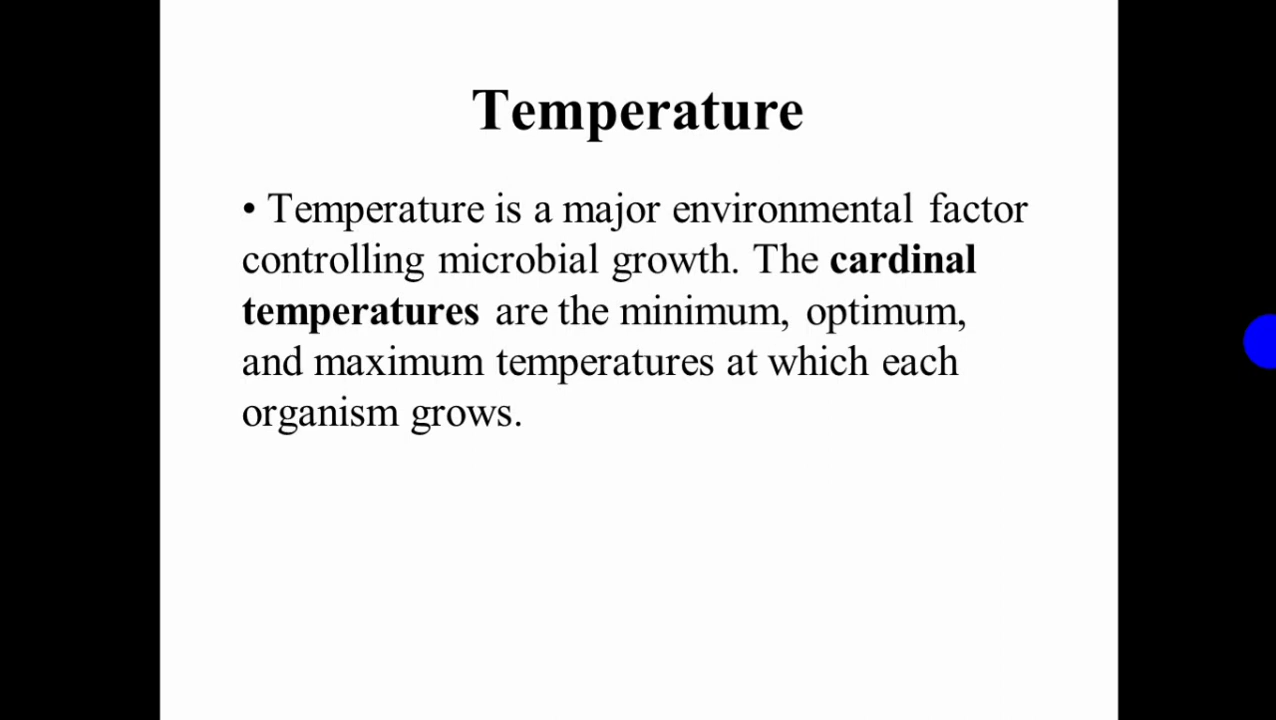 Temperature
• Temperature is a major environmental factor
controlling microbial growth. The cardinal
temperatures are the minimum, optimum,
and maximum temperatures at which each
organism grows.